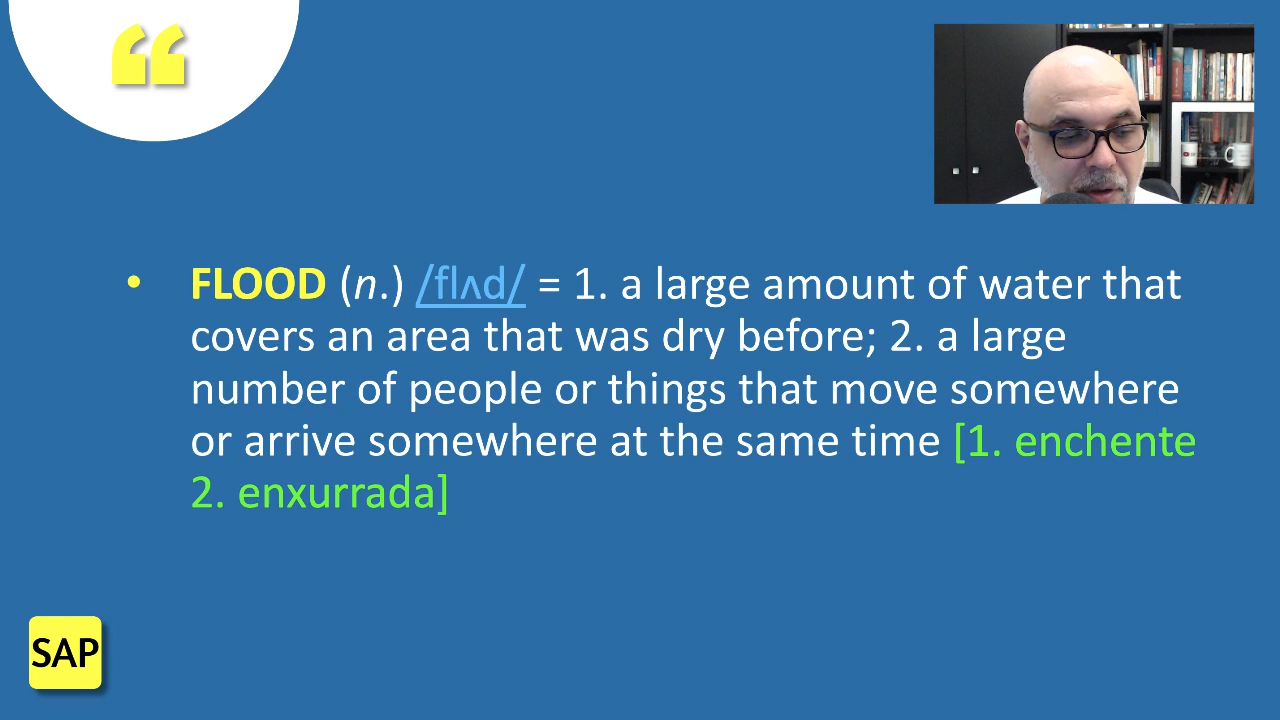 “
• FLOOD (n.) /flʌd/ = 1. a large amount of water that
covers an area that was dry before; 2. a large
number of people or things that move somewhere
or arrive somewhere at the same time [1. enchente
2. enxurrada]
SAP